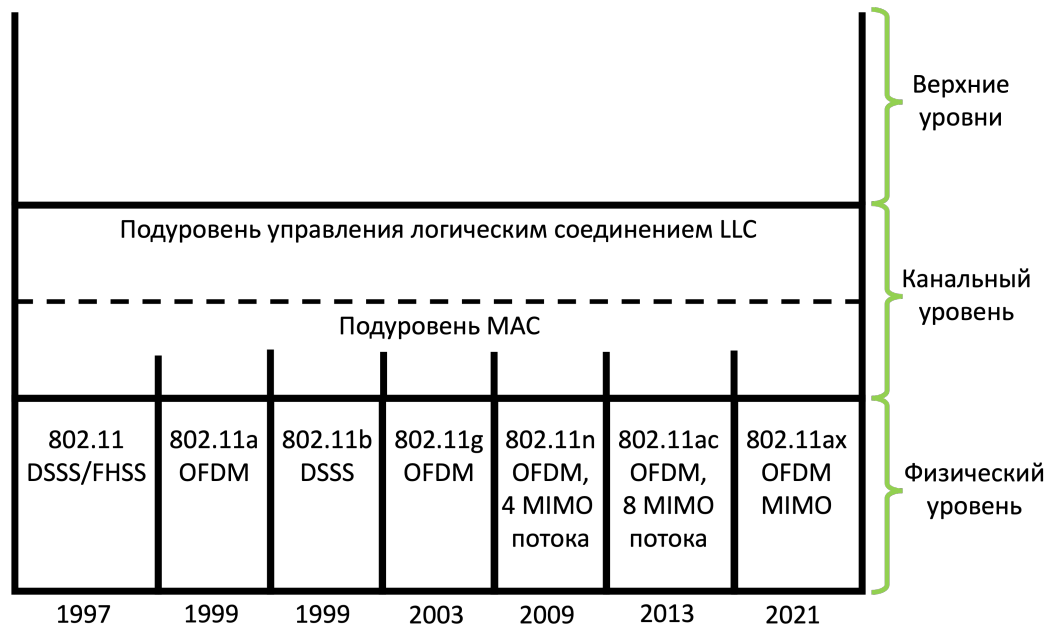 Верхние
уровни
Подуровень управления логическим соединением LLC
Канальный
уровень
Подуровень MAC
802.11
DSSS/FHSS
802.11a
OFDM
802.11b
DSSS
802.11g
OFDM
802.11n
OFDM,
4 MIMO
потока
802.11ac
OFDM,
8 MIMO
потока
802.11ax
OFDM
MIMO
Физический
уровень
1997
1999
1999
2003
2009
2013
2021